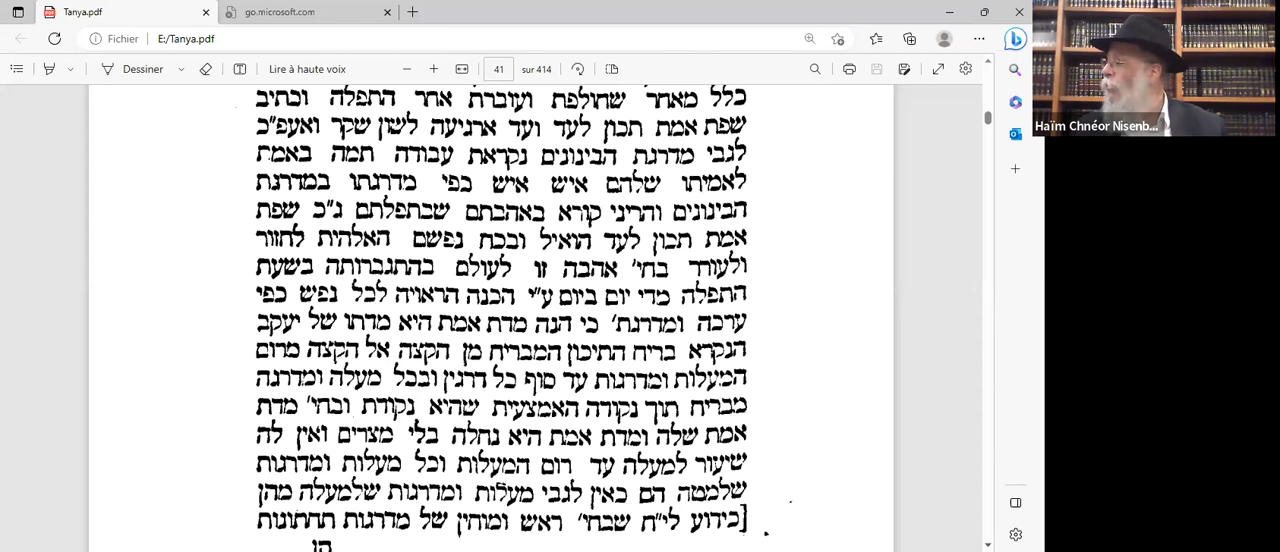 Tanya.pdf
go.microsoft.com
Fichier
E:/Tanya.pdf
Dessiner
Lire à haute voix
41
sur 414
Haïm Chnéor Nisenb...
כלל מאחר שחולפת ועוברת אחר התפלה וכתיב
שפת אמת תכון לעד ועד ארגיעה לשון שקר ואעפ"כ
לגבי מדרגת הבינונים נקראת עבודה תמה באמת
לאמיתו שלהם איש איש כפי מדרגתו במדרגת
הבינונים והריני קורא באהבתם שבתפלתם ג"כ שפת
אמת תכון לעד הואיל ובכח נפשם האלהית לחזור
ולעורר בחי' אהבה זו לעולם בהתגברותה בשעת
התפלה מדי יום ביום ע"י הכנה הראויה לכל נפש כפי
ערכה ומדרגת' כי הנה מדת אמת היא מדתו של יעקב
הנקרא בריח התיכון המבריח מן הקצה אל הקצה מרום
המעלות ומדרגות עד סוף כל דרגין ובכל מעלה ומדרגה
מבריח תוך נקודה האמצעית שהיא נקודת ובחי' מדת
אמת שלה ומדת אמת היא נחלה בלי מצרים ואין לה
שיעור למעלה עד רום המעלות וכל מעלות ומדרגות
שלמטה הם כאין לגבי מעלות ומדרגות שלמעלה מהן
[כידוע לי"ח שבחי' ראש ומוחין של מדרגות תחתונות
הן